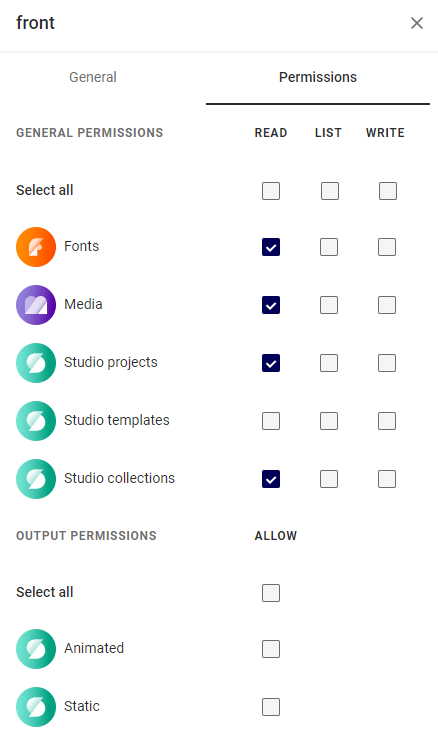 front
General Permissions
GENERAL PERMISSIONS READ LIST WRITE
Select all
Fonts
Media
Studio projects
Studio templates
Studio collections
OUTPUT PERMISSIONS ALLOW
Select all
Animated
Static